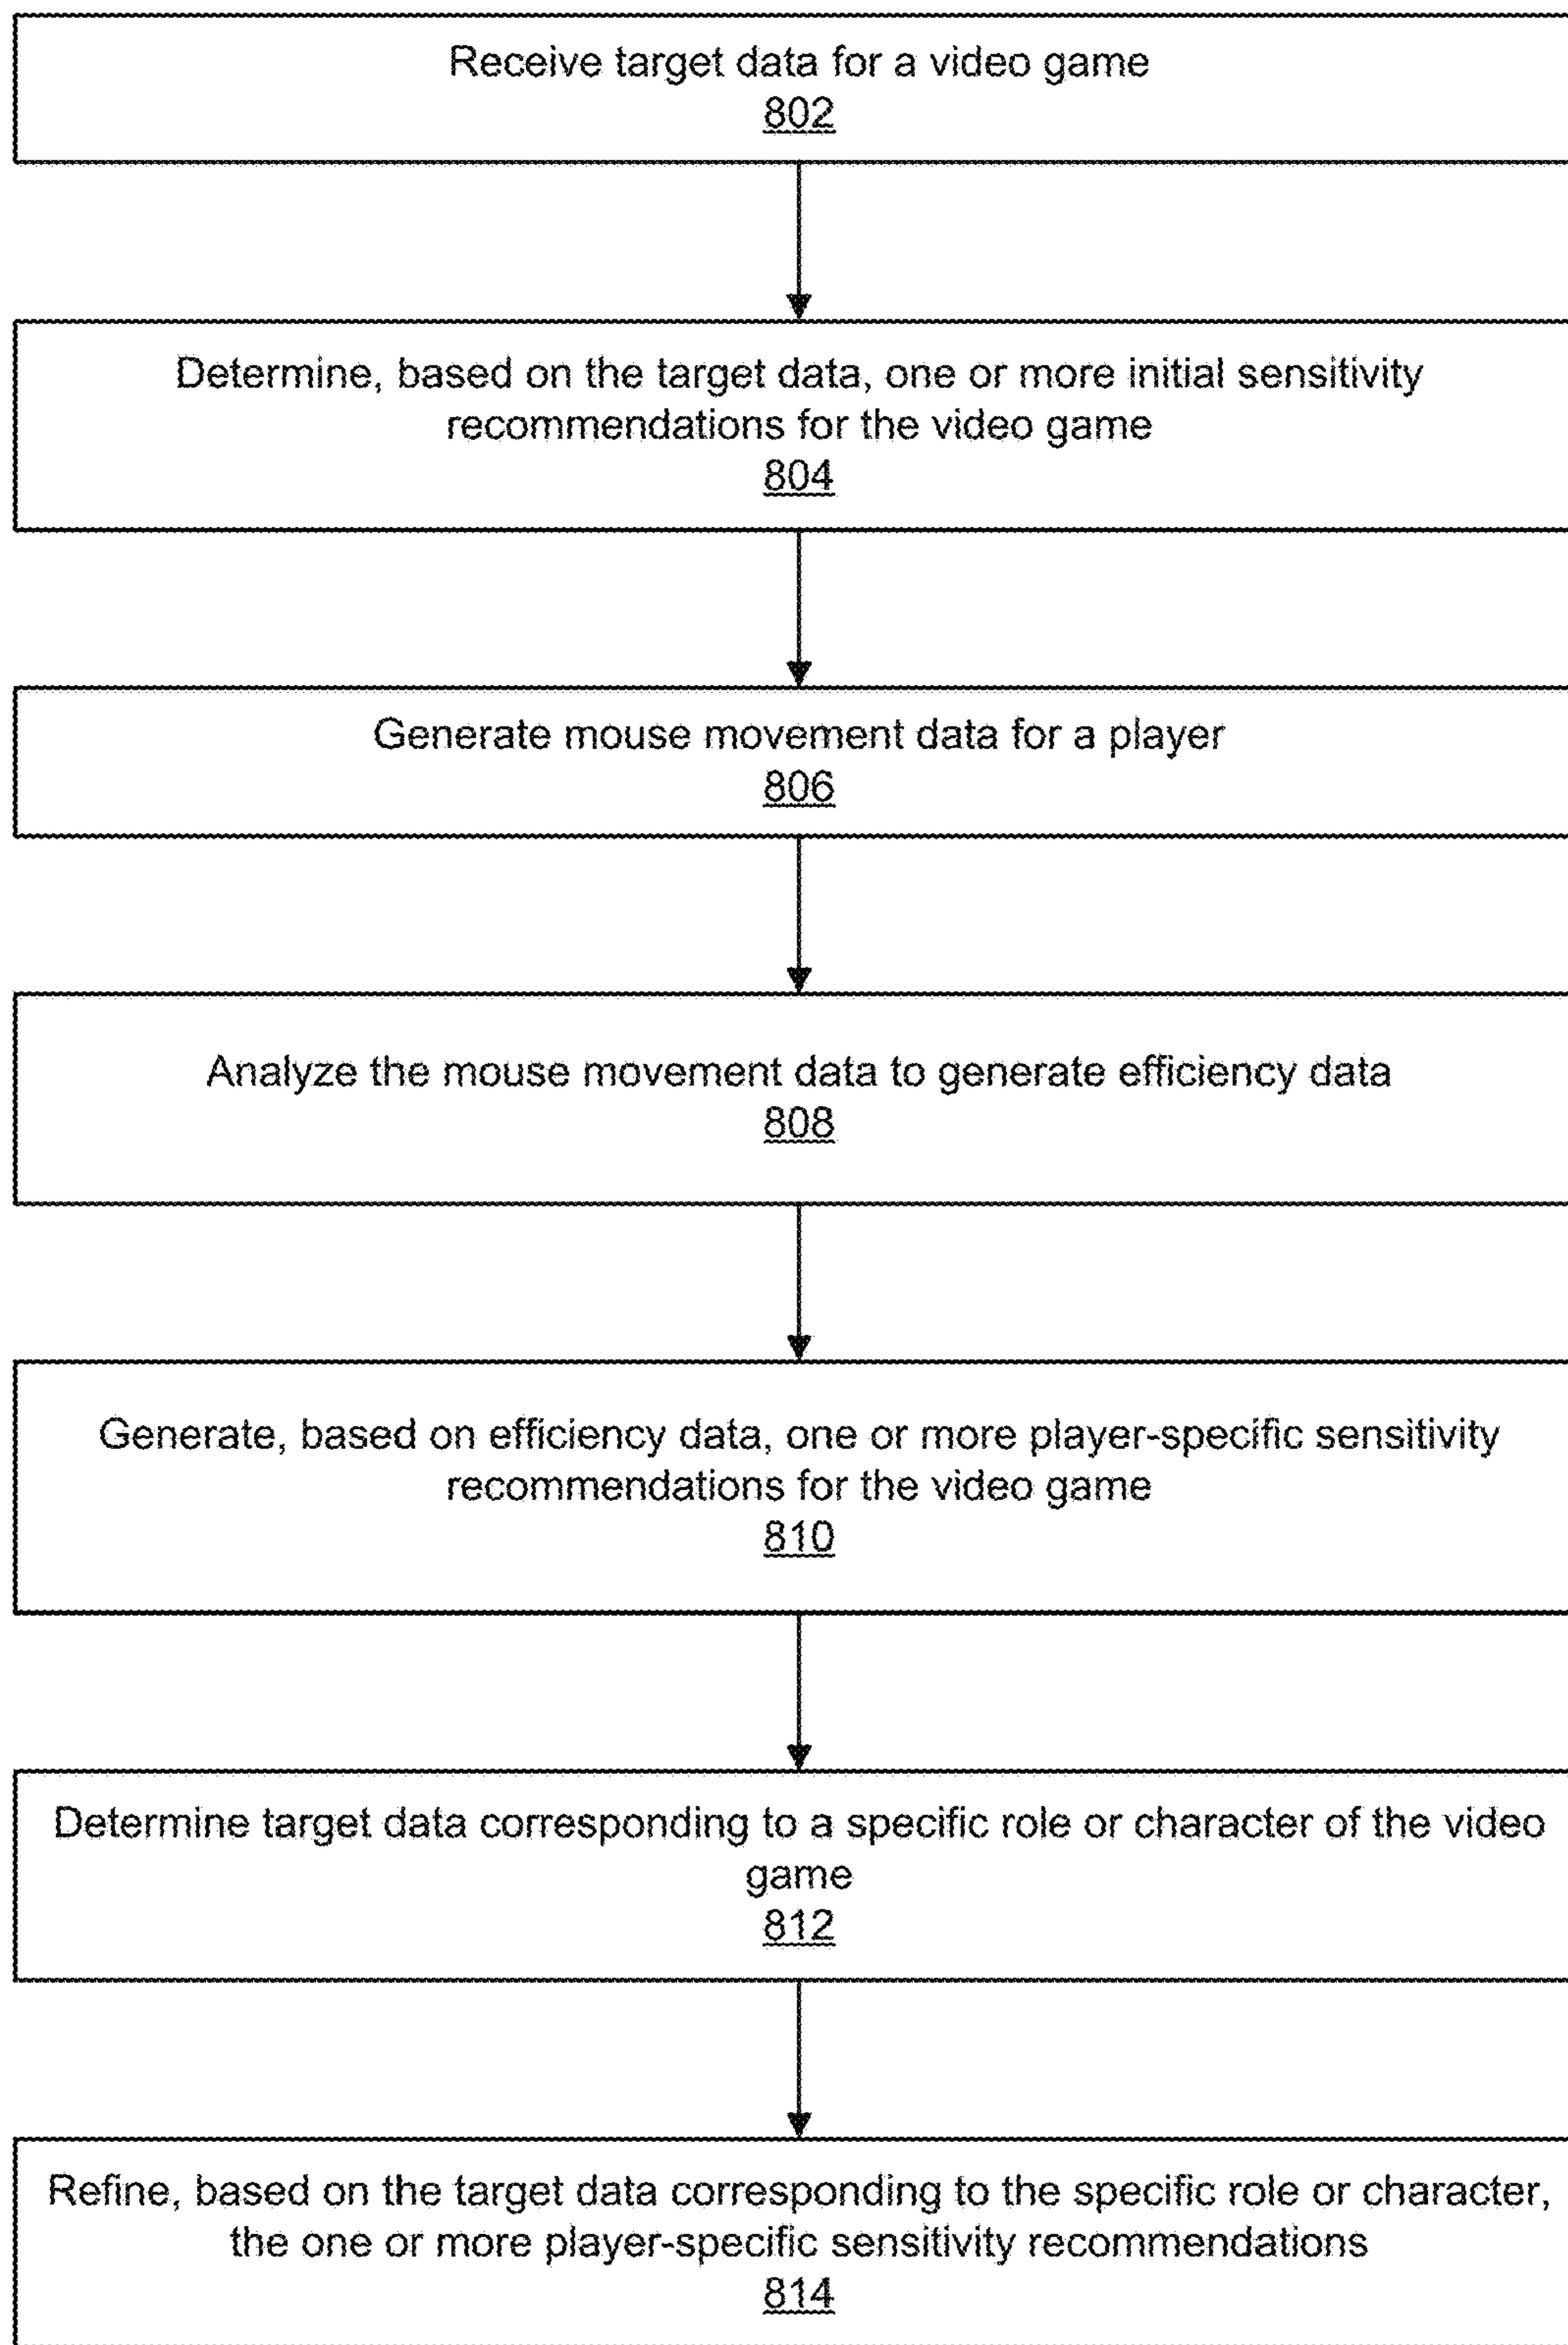 Receive target data for a video game
802
Determine, based on the target data, one or more initial sensitivity
recommendations for the video game
804
Generate mouse movement data for a player
806
Analyze the mouse movement data to generate efficiency data
808
Generate, based on efficiency data, one or more player-specific sensitivity
recommendations for the video game
810
Determine target data corresponding to a specific role or character of the video
game
812
Refine, based on the target data corresponding to the specific role or character,
the one or more player-specific sensitivity recommendations
814